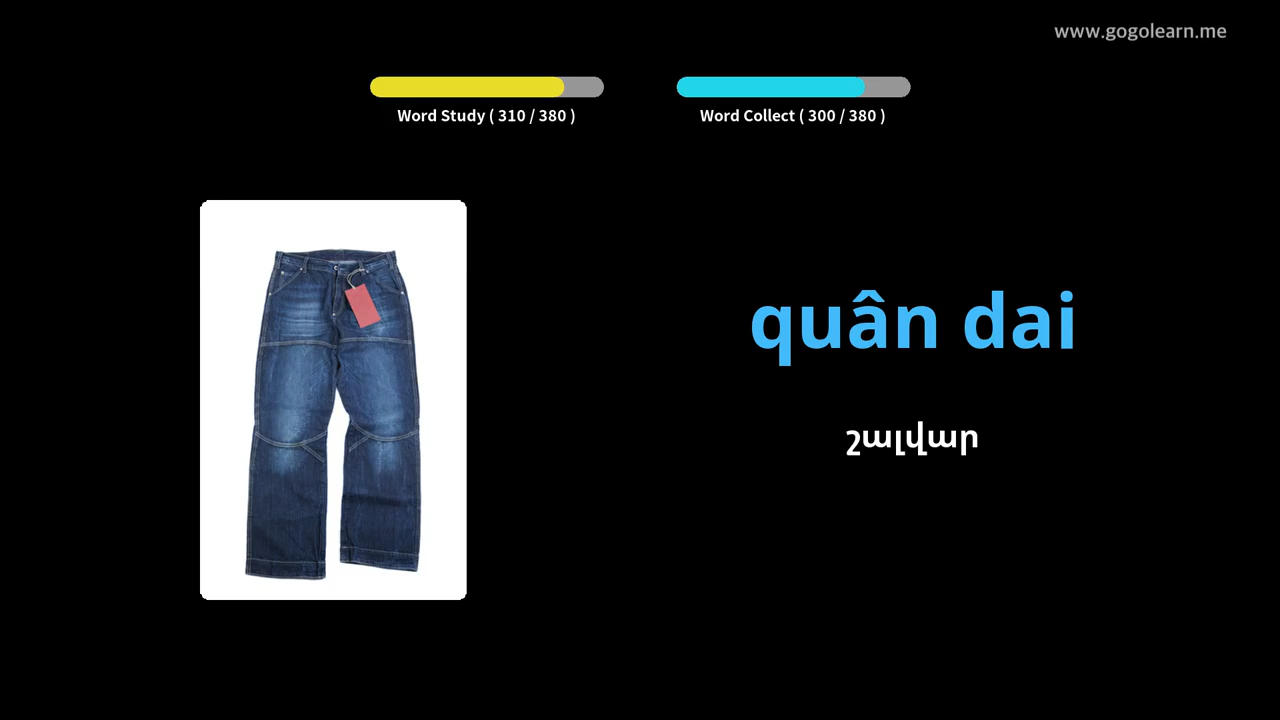 www.gogolearn.me
Word Study ( 310 / 380 )
Word Collect ( 300 / 380 )
quân dai
շալվար